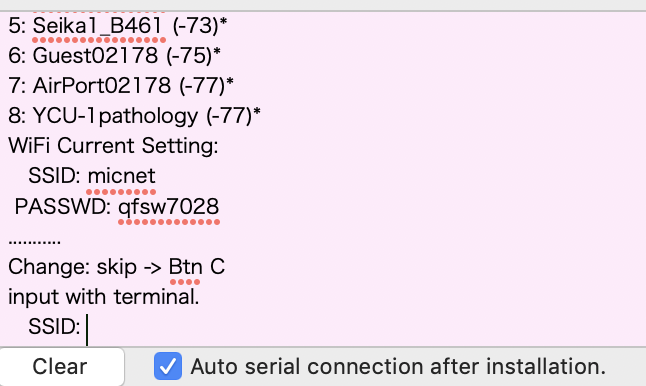 5: Seika1_B461 (-73)*
6: Guest02178 (-75)*
7: AirPort02178 (-77)*
8: YCU-1pathology (-77)*
WiFi Current Setting:
SSID: micnet
PASSWD: qfsw7028
...........
Change: skip -> Btn C
input with terminal.
SSID:
Clear
Auto serial connection after installation.